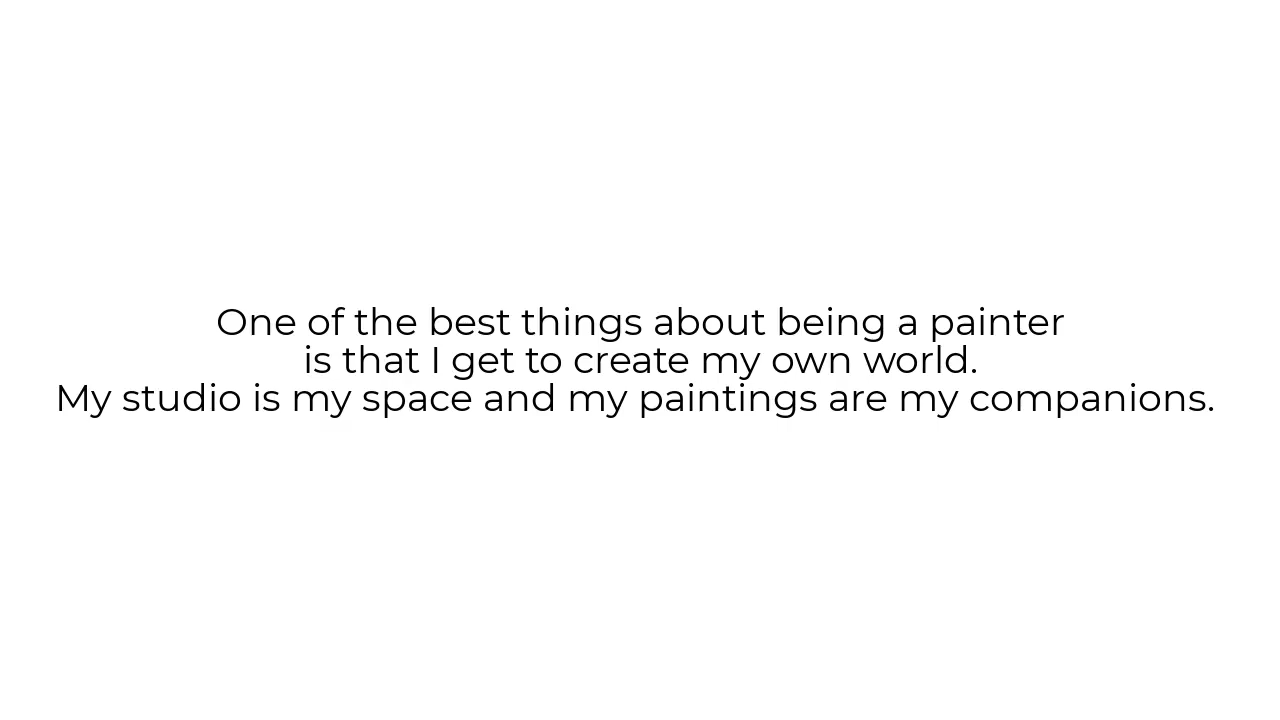 One of the best things about being a painter
is that I get to create my own world.
My studio is my space and my paintings are my companions.